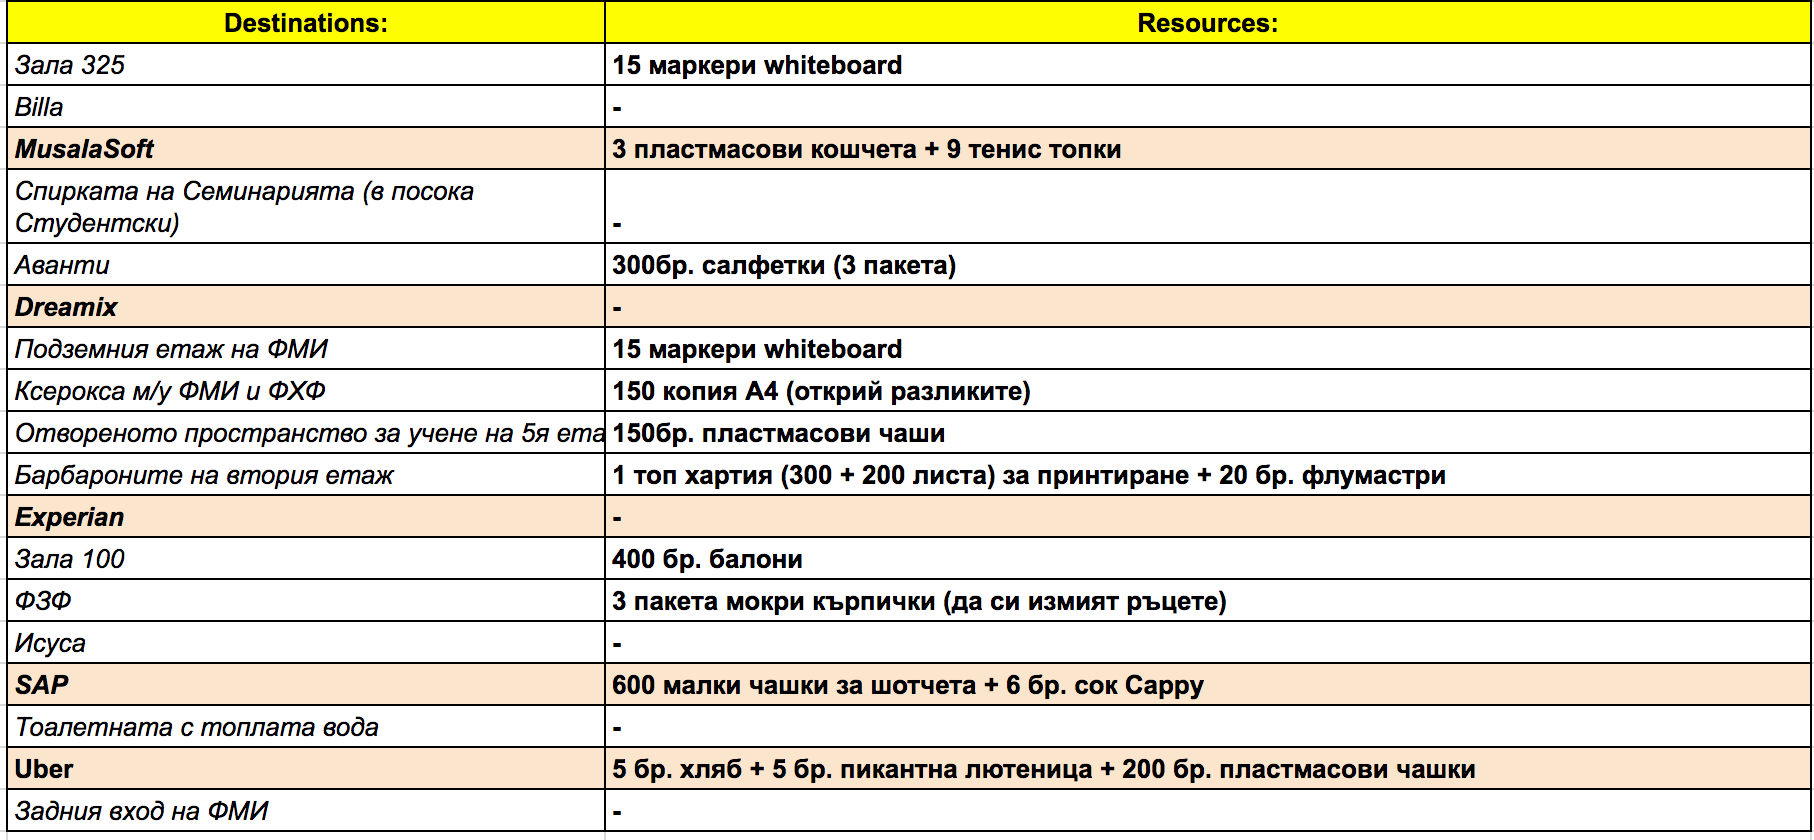 Destinations: Resources:
Зала 325 15 маркери whiteboard
Billa -
MusalaSoft 3 пластмасови кошчета + 9 тенис топки
Спирката на Семинарията (в посока
Студентски) -
Аванти 300бр. салфетки (3 пакета)
Dreamix -
Подземния етаж на ФМИ 15 маркери whiteboard
Ксерокса м/у ФМИ и ФХФ 150 копия А4 (открий разликите)
Отвореното пространство за учене на 5я ета 150бр. пластмасови чаши
Барбароните на втория етаж 1 топ хартия (300 + 200 листа) за принтиране + 20 бр. флумастри
Experian -
Зала 100 400 бр. балони
ФЗФ 3 пакета мокри кърпички (да си измият ръцете)
Исуса -
SAP 600 малки чашки за шотчета + 6 бр. сок Cappy
Тоалетната с топлата вода -
Uber 5 бр. хляб + 5 бр. пикантна лютеница + 200 бр. пластмасови чашки
Задния вход на ФМИ -